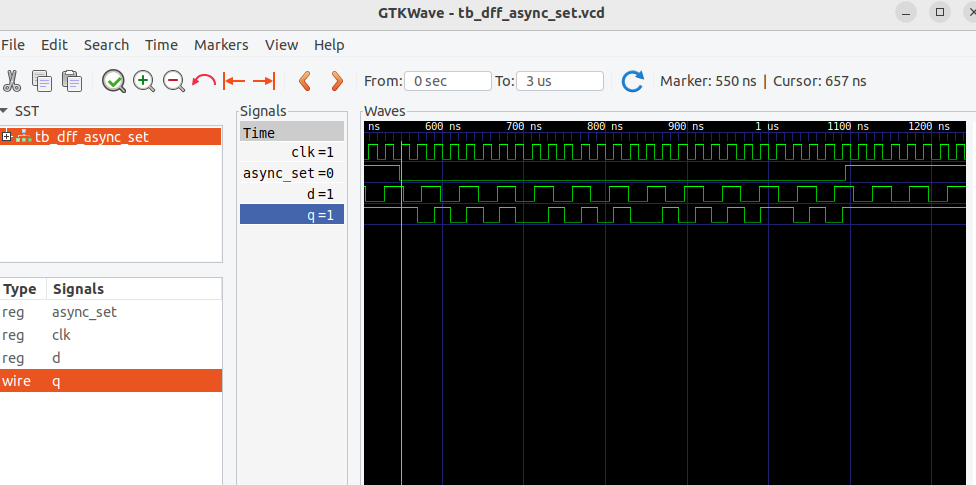 GTKWave - tb_dff_async_set.vcd
File Edit Search Time Markers View Help
From: 0 sec To: 3 us Marker: 550 ns | Cursor: 657 ns
SST
tb_dff_async_set
Type Signals
reg async_set
reg clk
reg d
wire q
Signals
Time
clk =1
async_set =0
d =1
q =1
Waves
ns 600 ns 700 ns 800 ns 900 ns 1 us 1100 ns 1200 ns